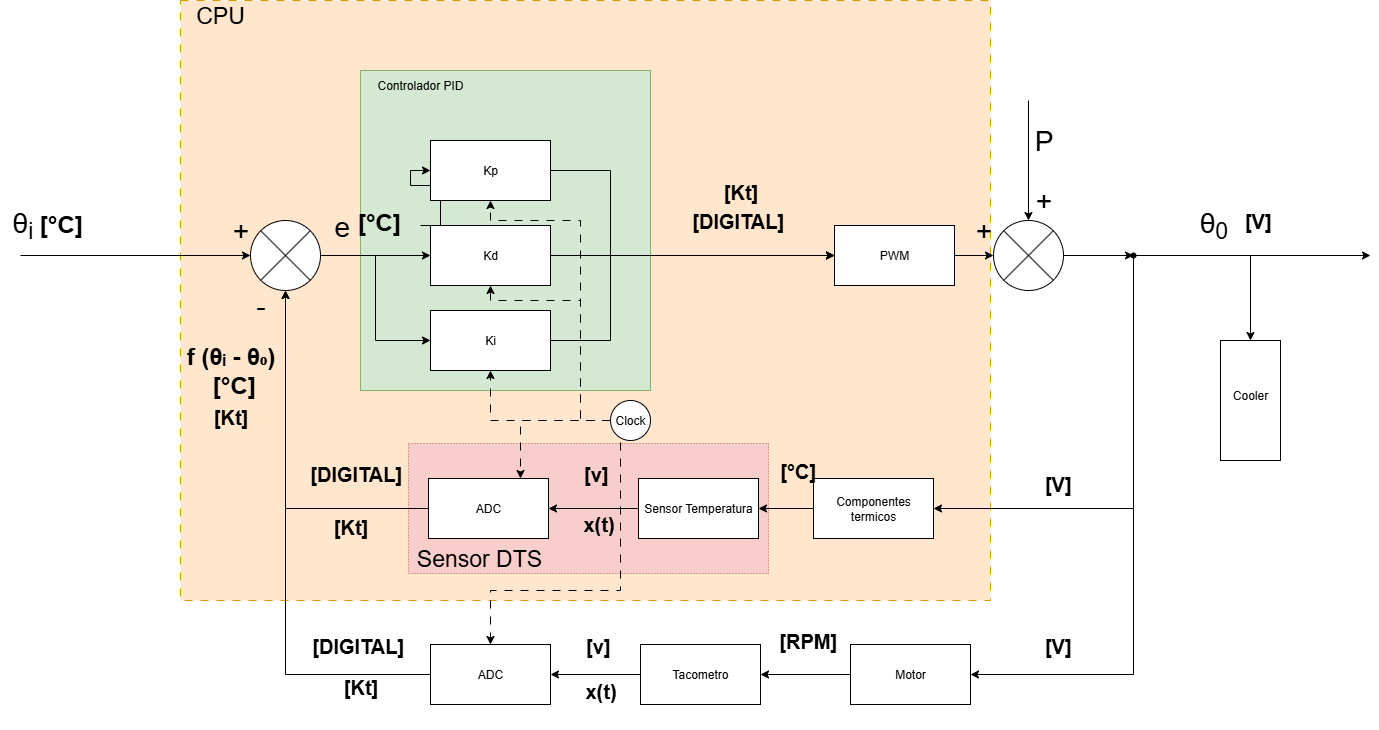 CPU
Controlador PID
Kp
P
[Kt]
[DIGITAL]
θi [°C]
+
e [°C]
Kd
PWM
+
+
θ0 [V]
-
Ki
f (θi - θ₀)
[°C]
[Kt]
Cooler
Clock
[DIGITAL]
[v]
[°C]
[V]
ADC
Sensor Temperatura
Componentes
termicos
[Kt]
x(t)
Sensor DTS
[DIGITAL]
[v]
[RPM]
[V]
ADC
Tacometro
Motor
[Kt]
x(t)